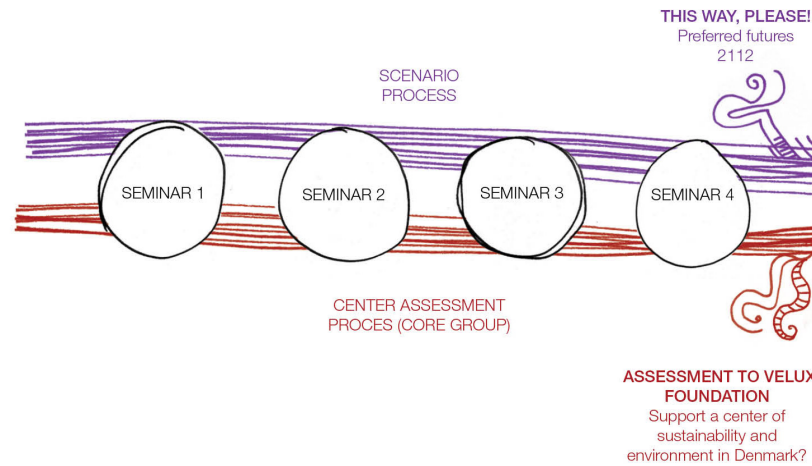 THIS WAY, PLEASE!
Preferred futures
2112
SCENARIO
PROCESS
SEMINAR 1
SEMINAR 2
SEMINAR 3
SEMINAR 4
CENTER ASSESSMENT
PROCES (CORE GROUP)
ASSESSMENT TO VELUX
FOUNDATION
Support a center of
sustainability and
environment in Denmark?